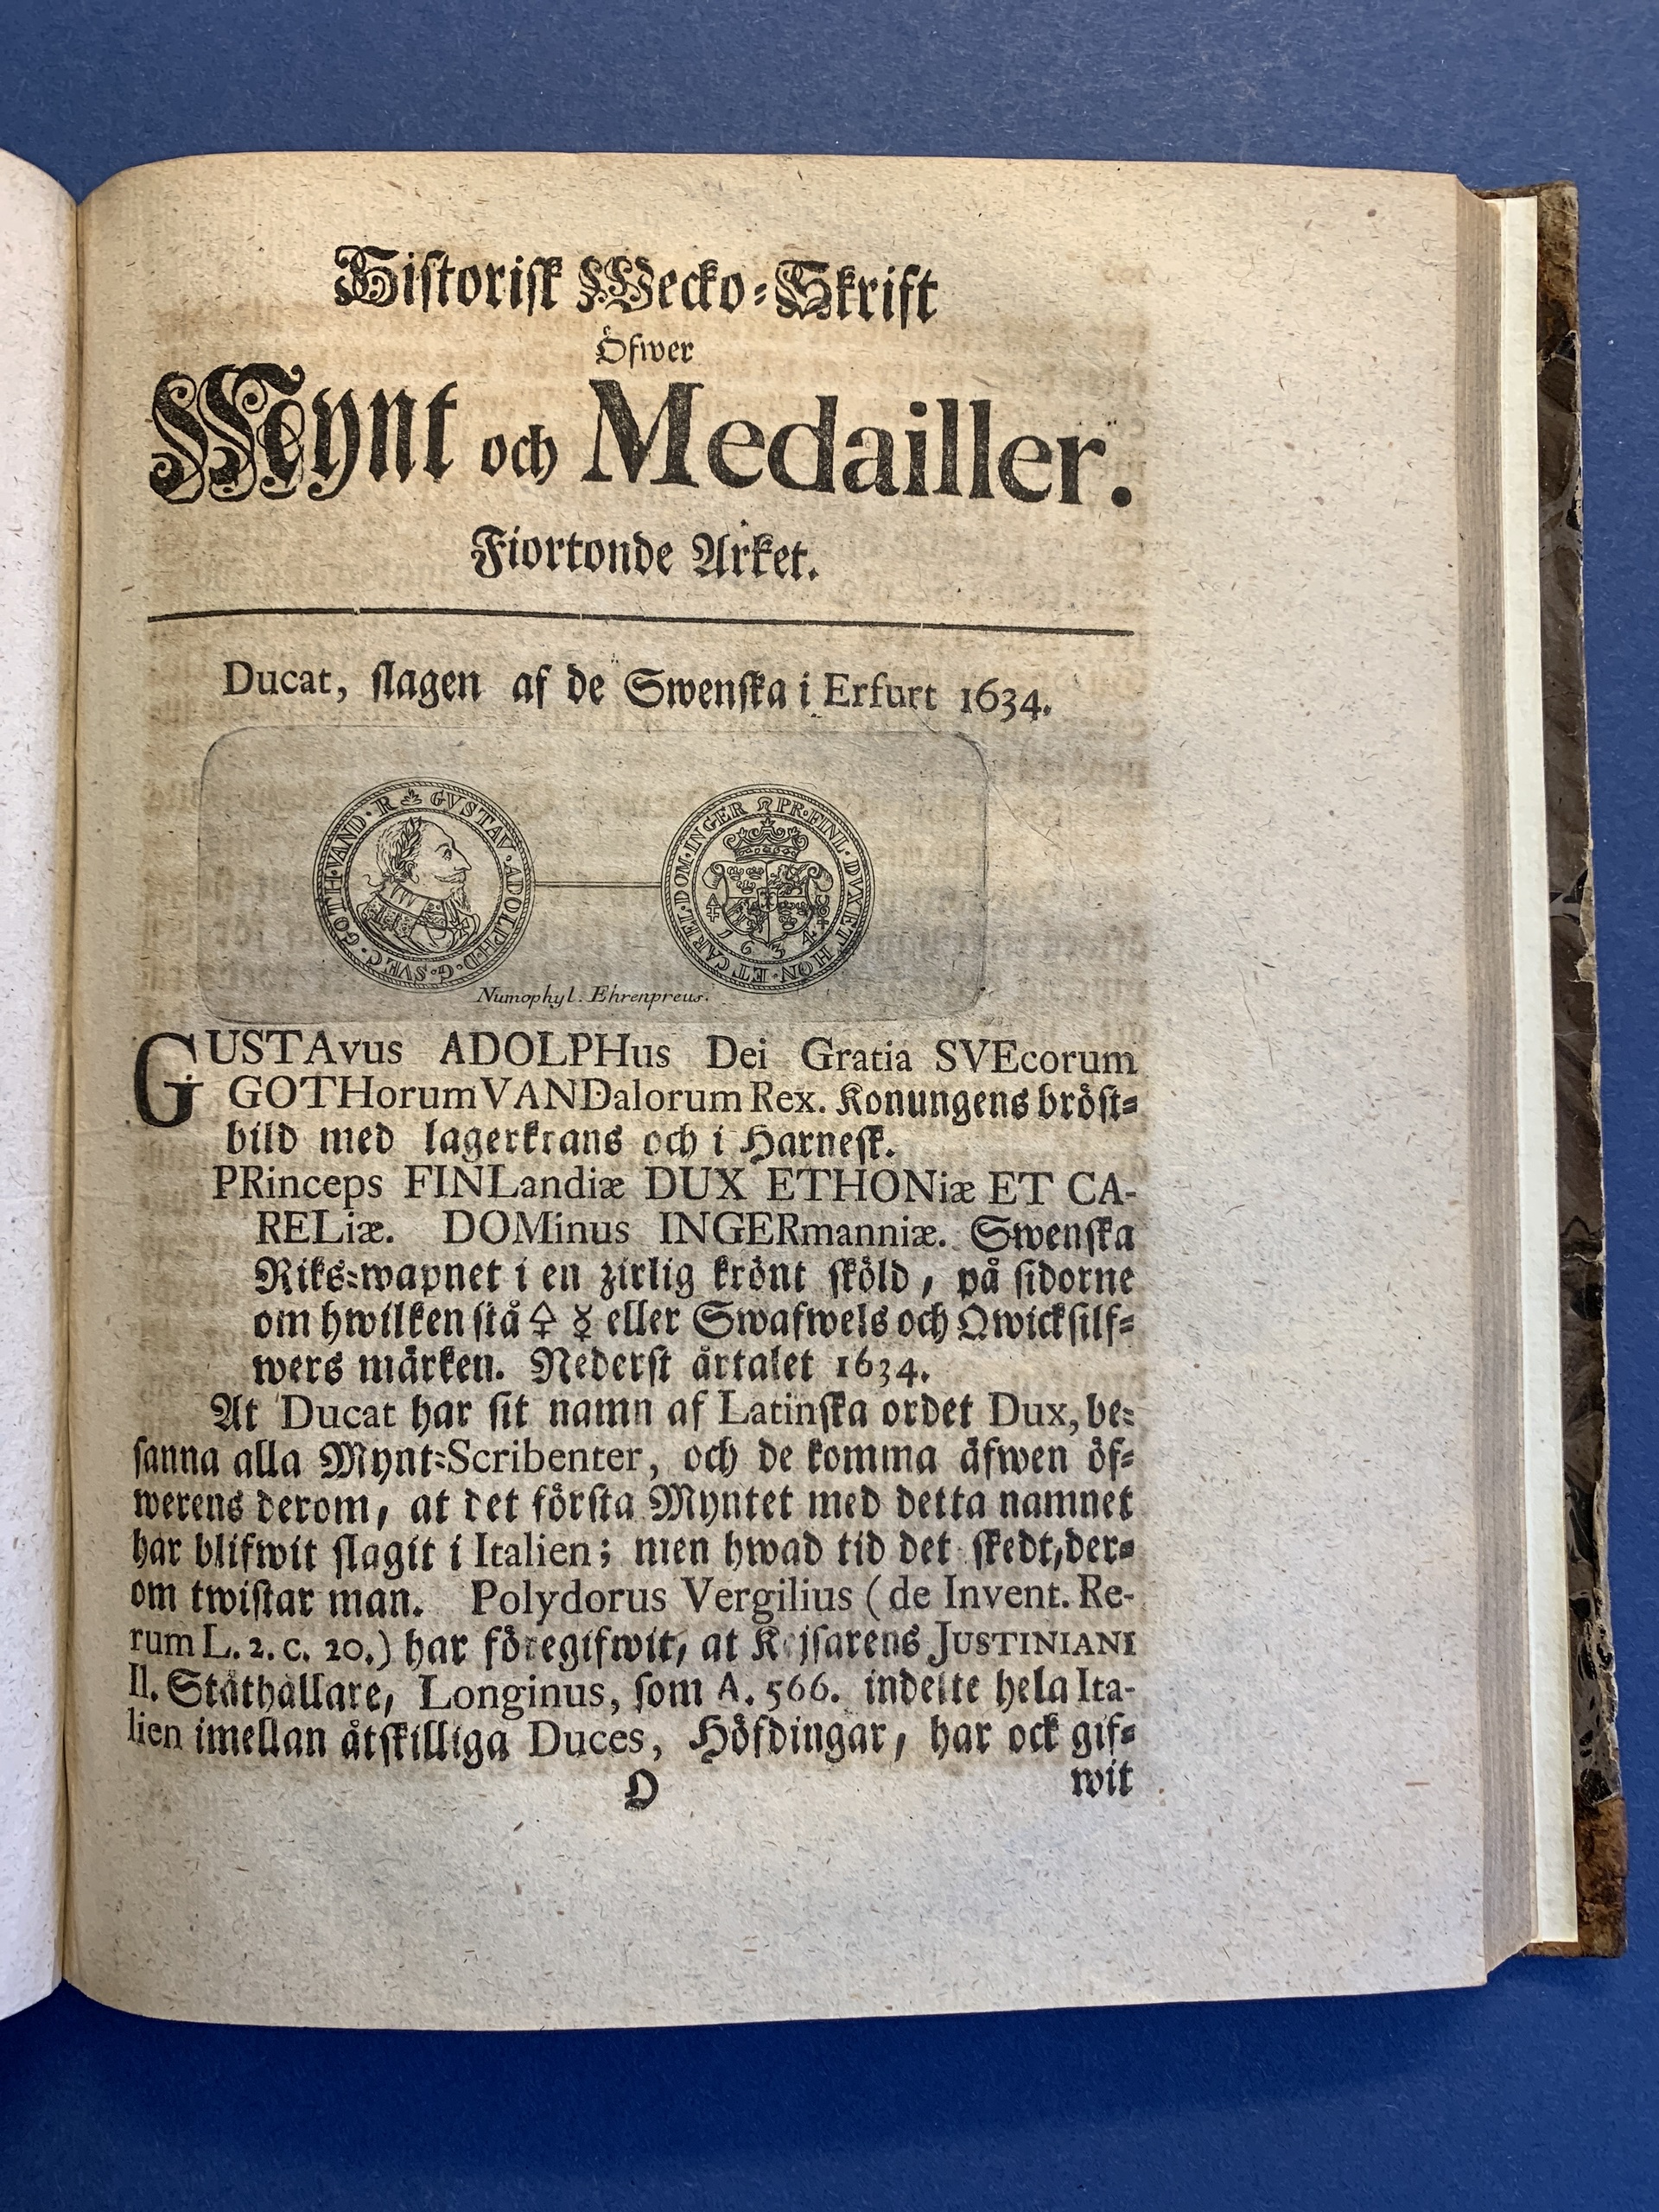 Historisk Wecko-Skrift
Öfwer
Mynt och Medailler.
Fiortonde Arket.
Ducat, slagen af de Swenska i Erfurt 1634.
GVSTAV·ADOLPH·D·G·SVEC·GOTH·VAND·R
PR·FINL·DVX ETHON·ET CAREL·DOM·INGER
1634
Numophyl. Ehrenpreus.
GUSTAvus ADOLPHus Dei Gratia SVEcorum
GOTHorum VANDalorum Rex. Konungens bröst-
bild med lagerkrans och i Harnesk.
PRinceps FINLandiæ DUX ETHONiæ ET CA-
RELiæ. DOMinus INGERmanniæ. Swenska
Riks-wapnet i en zirlig krönt sköld, på sidorne
om hwilken stå 🜍 ☿ eller Swafwels och Qwicksilf-
wers märken. Nederst årtalet 1634.
At Ducat har sit namn af Latinska ordet Dux, be-
sanna alla Mynt-Scribenter, och de komma äfwen öf-
werens derom, at det första Myntet med detta namnet
har blifwit slagit i Italien; men hwad tid det skedt, der-
om twistar man. Polydorus Vergilius (de Invent. Re-
rum L. 2. c. 20.) har föregifwit, at Kejsarens JUSTINIANI
II. Ståthållare, Longinus, som A. 566. indelte hela Ita-
lien imellan åtskilliga Duces, Höfdingar, har ock gif-
O wit